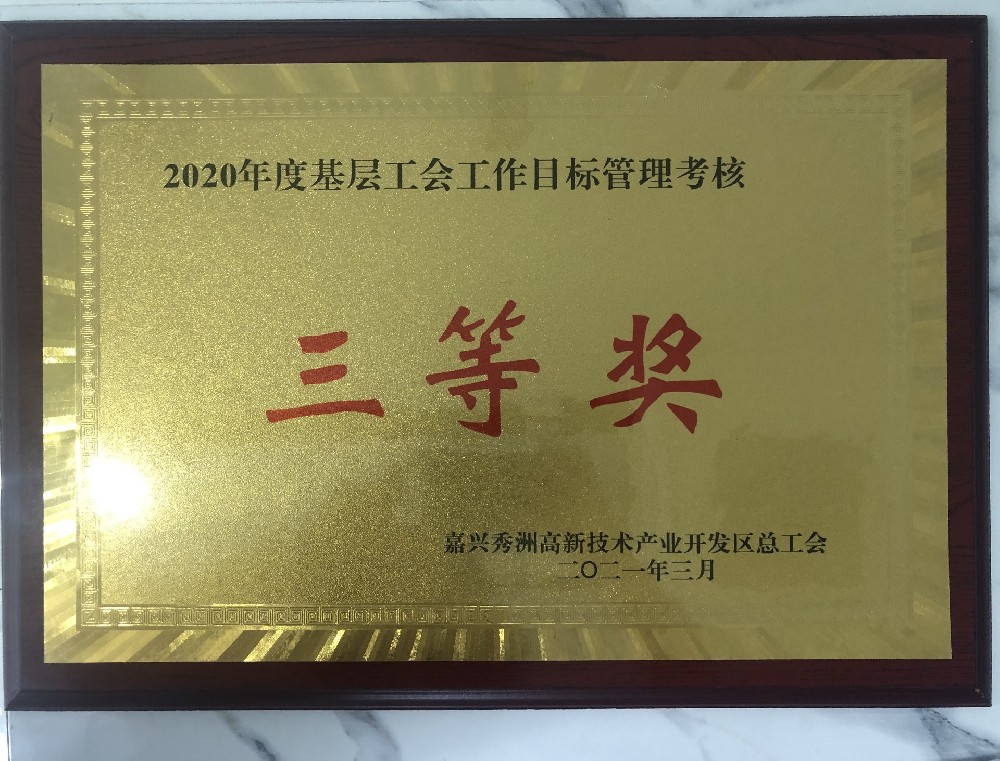 2020年度基层工会工作目标管理考核
三等奖
嘉兴秀洲高新技术产业开发区总工会
二〇二一年三月